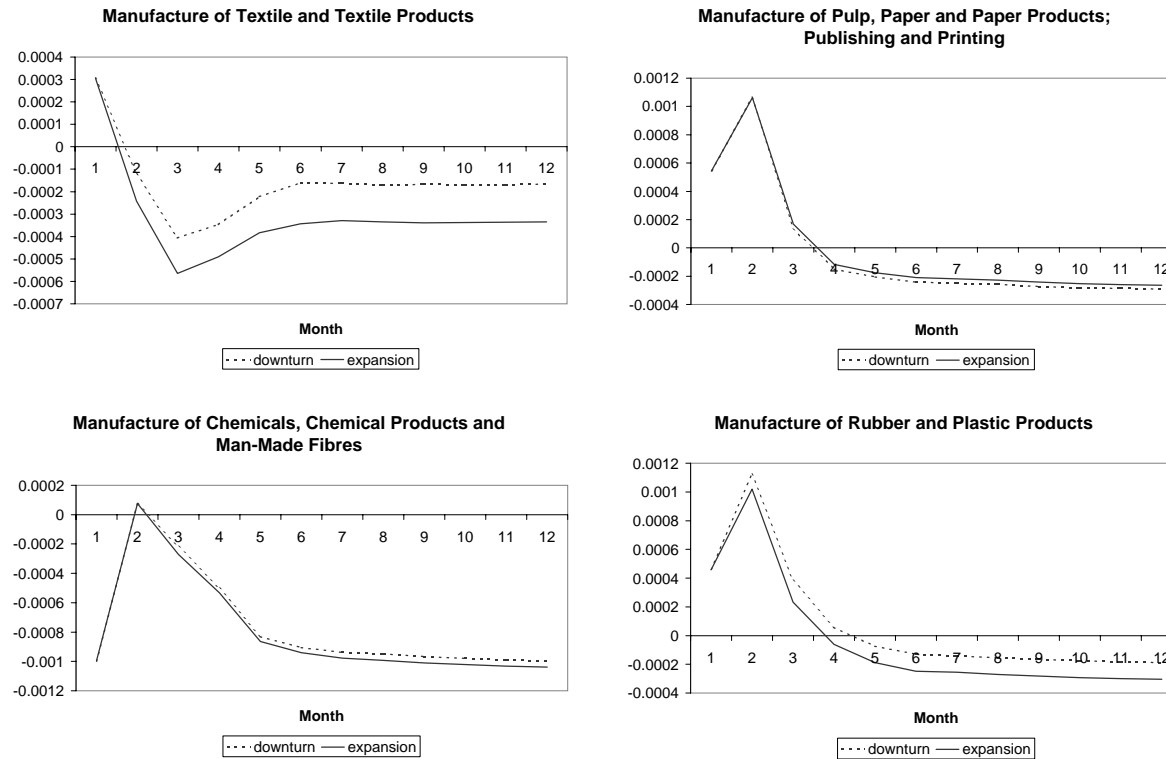 Manufacture of Textile and Textile Products
0.0004
0.0003
0.0002
0.0001
0
-0.0001
-0.0002
-0.0003
-0.0004
-0.0005
-0.0006
-0.0007
1 2 3 4 5 6 7 8 9 10 11 12
Month
downturn expansion
Manufacture of Pulp, Paper and Paper Products;
Publishing and Printing
0.0012
0.001
0.0008
0.0006
0.0004
0.0002
0
-0.0002
-0.0004
1 2 3 4 5 6 7 8 9 10 11 12
Month
downturn expansion
Manufacture of Chemicals, Chemical Products and
Man-Made Fibres
0.0002
0
-0.0002
-0.0004
-0.0006
-0.0008
-0.001
-0.0012
1 2 3 4 5 6 7 8 9 10 11 12
Month
downturn expansion
Manufacture of Rubber and Plastic Products
0.0012
0.001
0.0008
0.0006
0.0004
0.0002
0
-0.0002
-0.0004
1 2 3 4 5 6 7 8 9 10 11 12
Month
downturn expansion